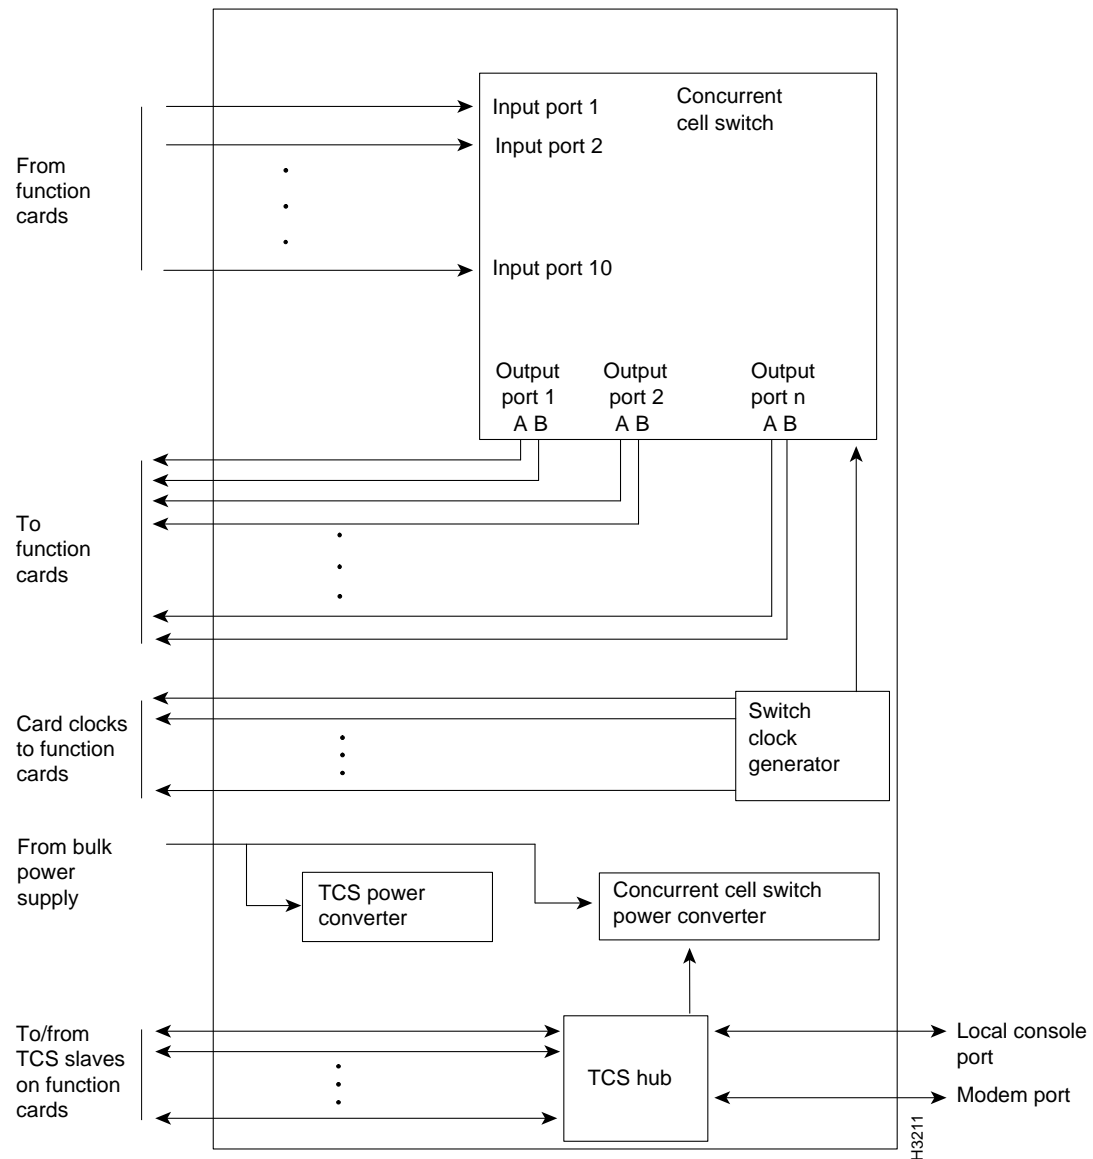 Concurrent
cell switch
Input port 1
Input port 2
From
function
cards
Input port 10
Output
port 1
A B
Output
port 2
A B
Output
port n
A B
To
function
cards
Card clocks
to function
cards
Switch
clock
generator
From bulk
power
supply
TCS power
converter
Concurrent cell switch
power converter
To/from
TCS slaves
on function
cards
TCS hub
Local console
port
Modem port
H3211